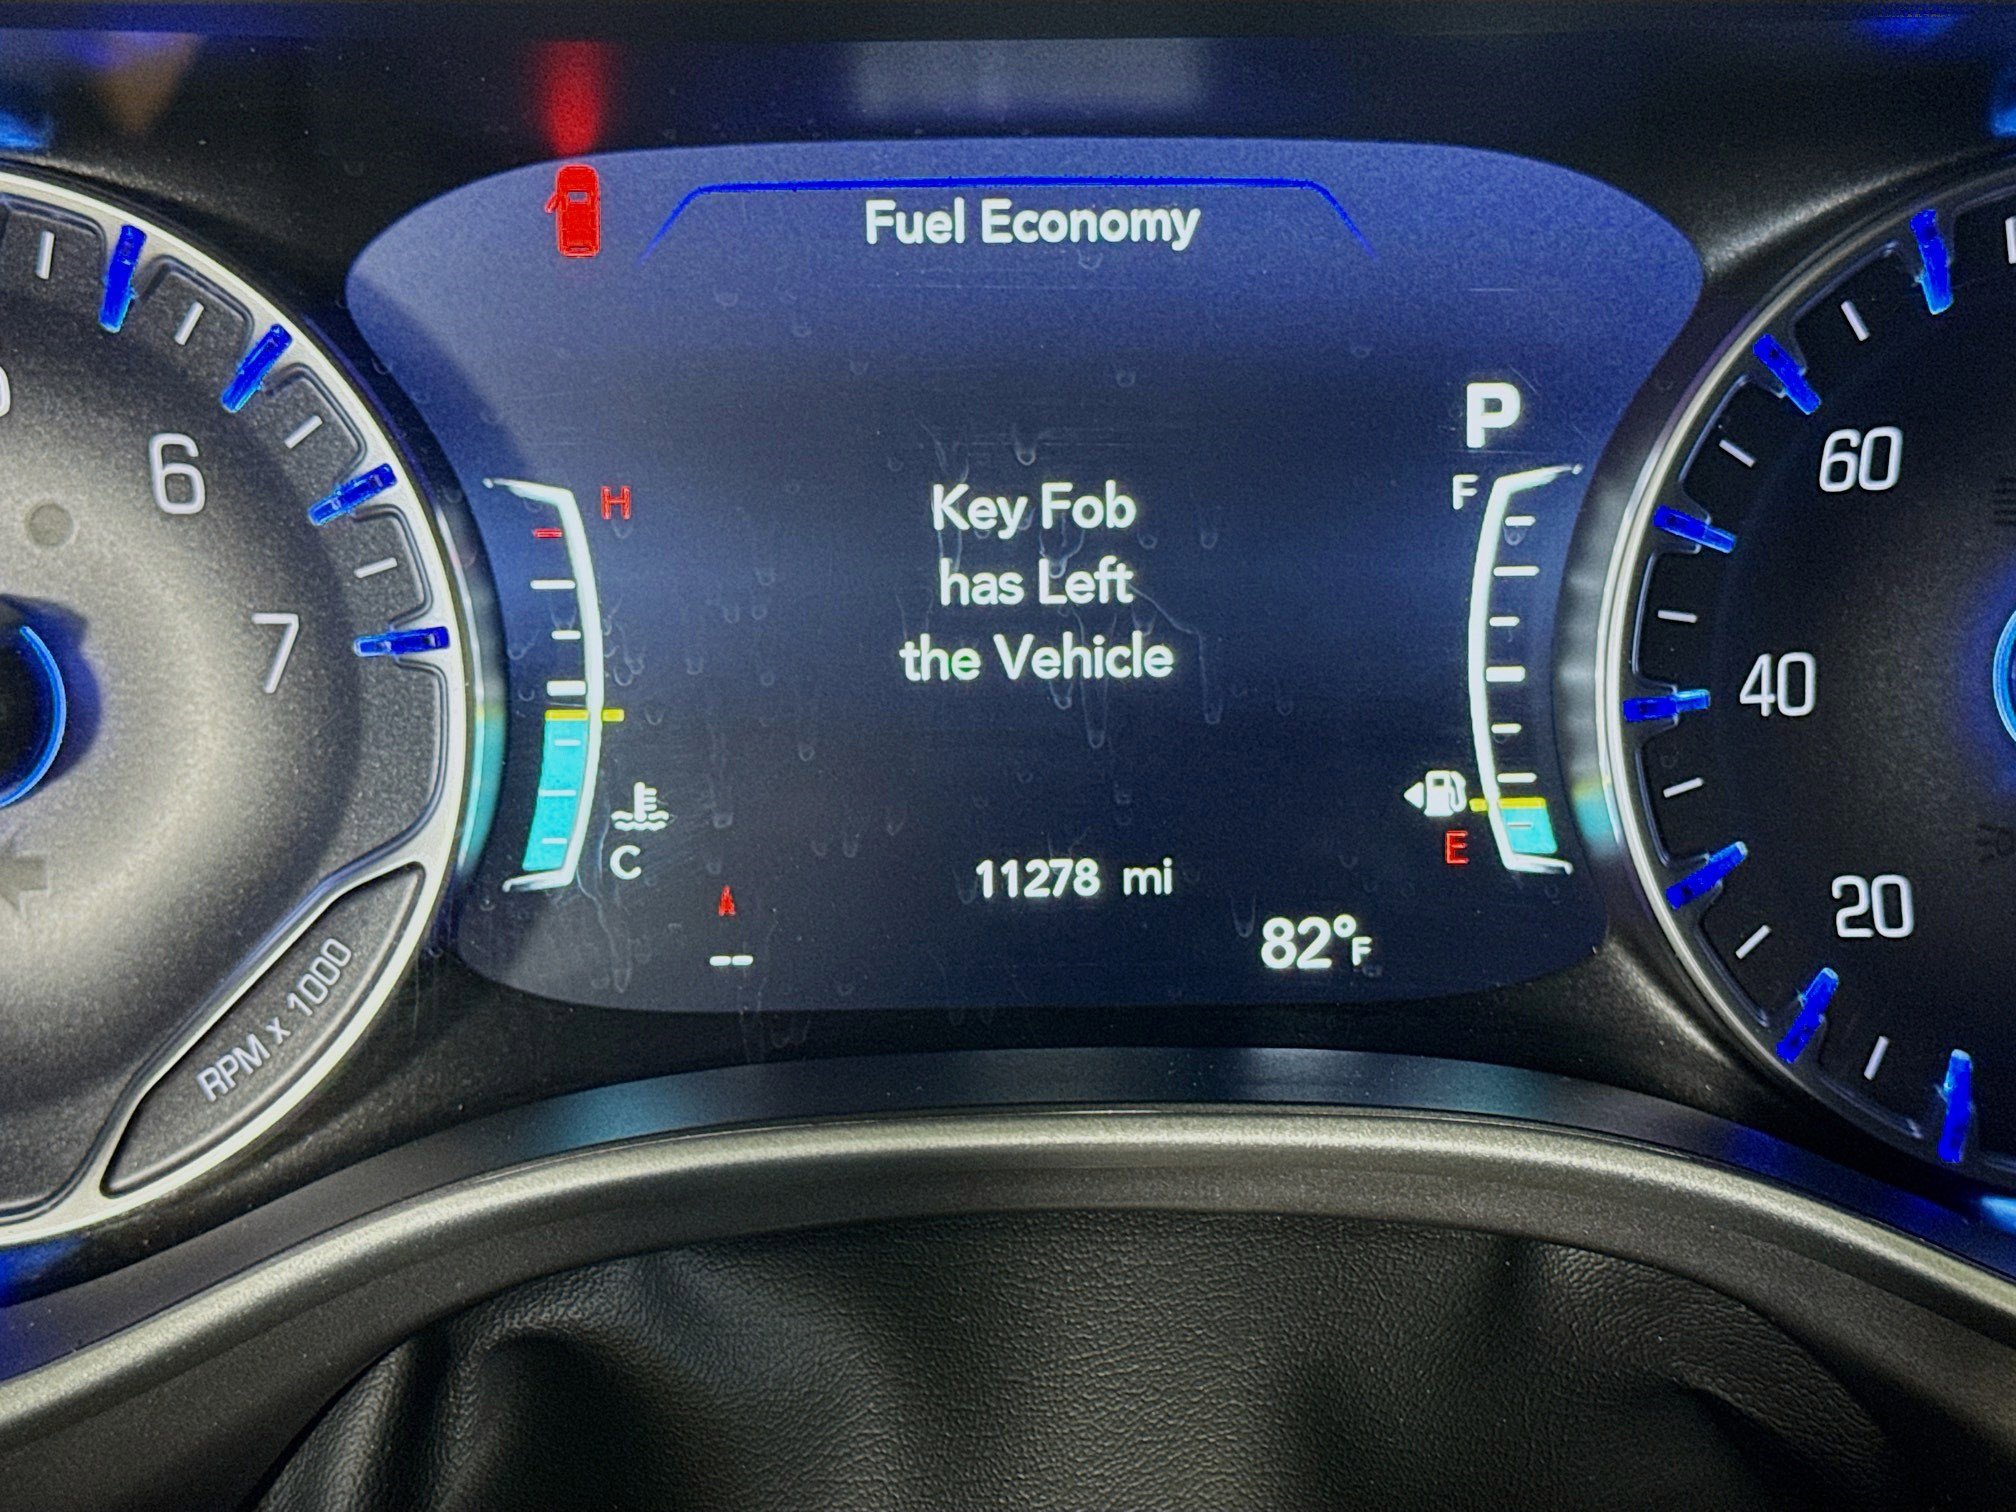 Fuel Economy
P
H
F
Key Fob
has Left
the Vehicle
C
E
11278 mi
82°F
--
6
7
RPM x 1000
60
40
20